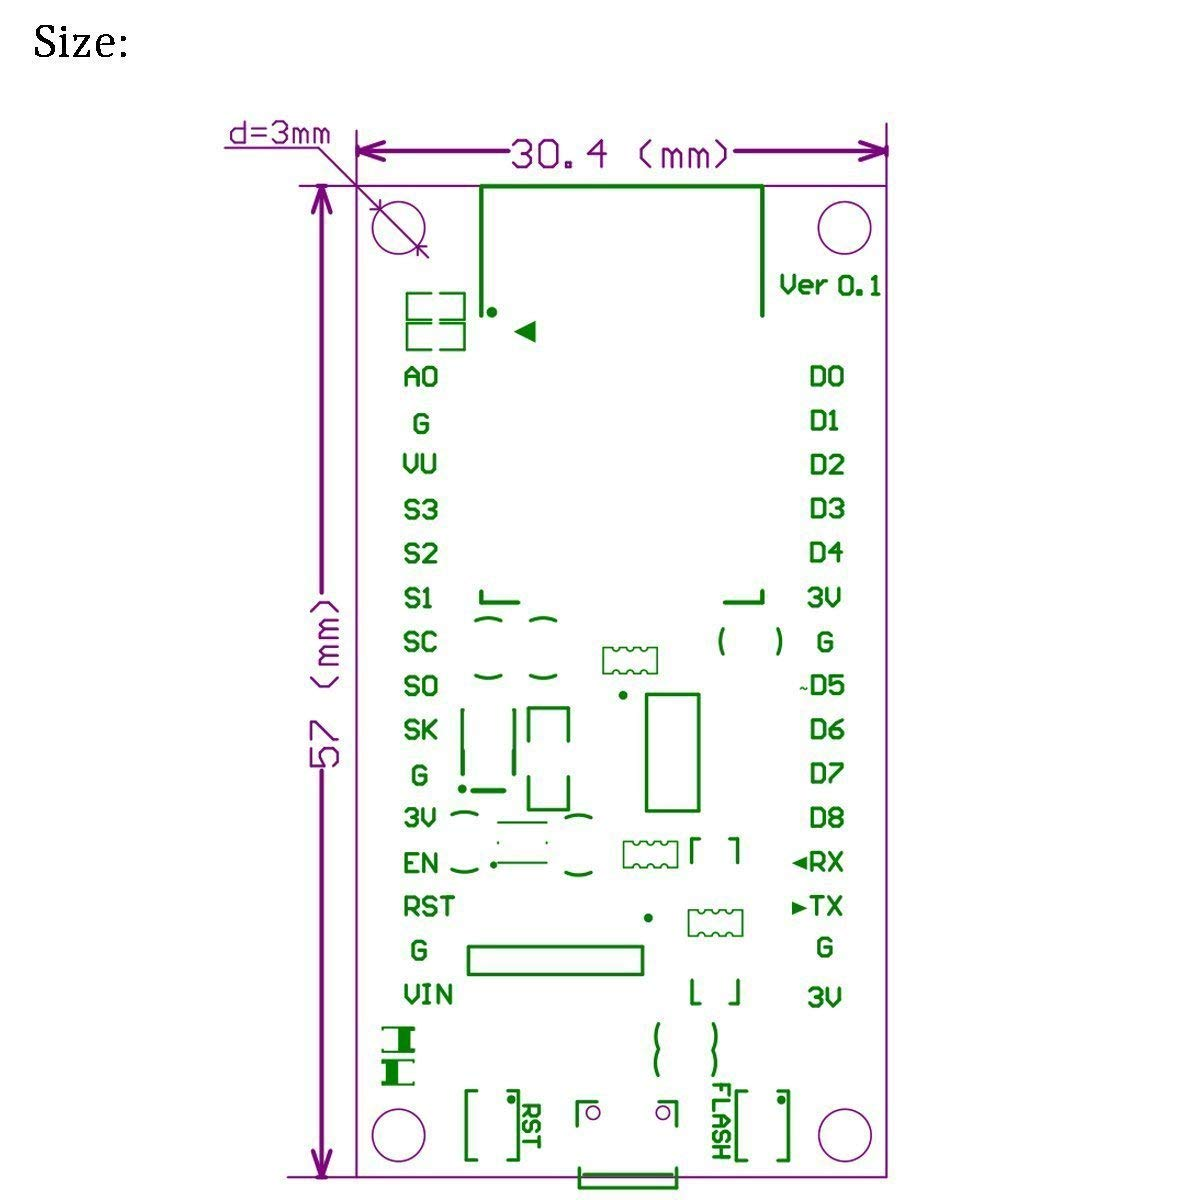 Size:
d=3mm
30.4 (mm)
57 (mm)
Ver 0.1
A0
G
VU
S3
S2
S1
SC
SO
SK
G
3V
EN
RST
G
VIN
D0
D1
D2
D3
D4
3V
G
~D5
D6
D7
D8
◄RX
►TX
G
3V
RST
FLASH